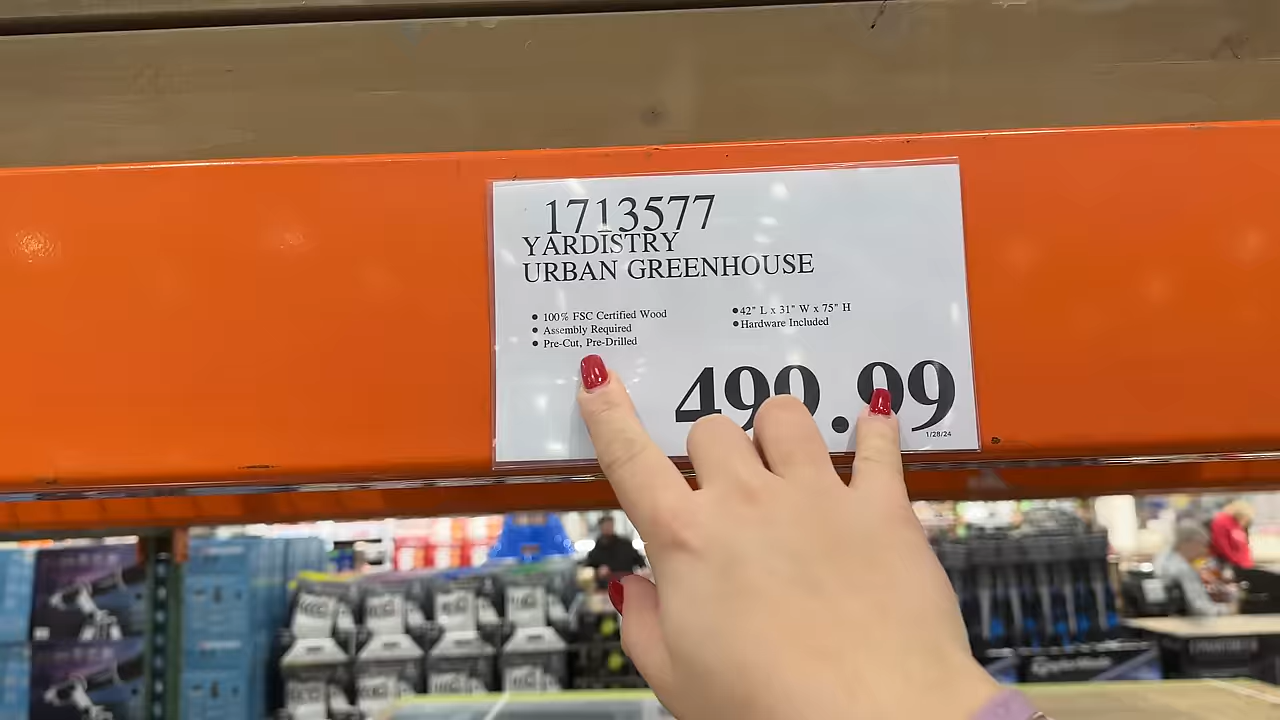 1713577
YARDISTRY
URBAN GREENHOUSE
• 100% FSC Certified Wood
• Assembly Required
• Pre-Cut, Pre-Drilled
• 42" L x 31" W x 75" H
• Hardware Included
499.99
1/28/24